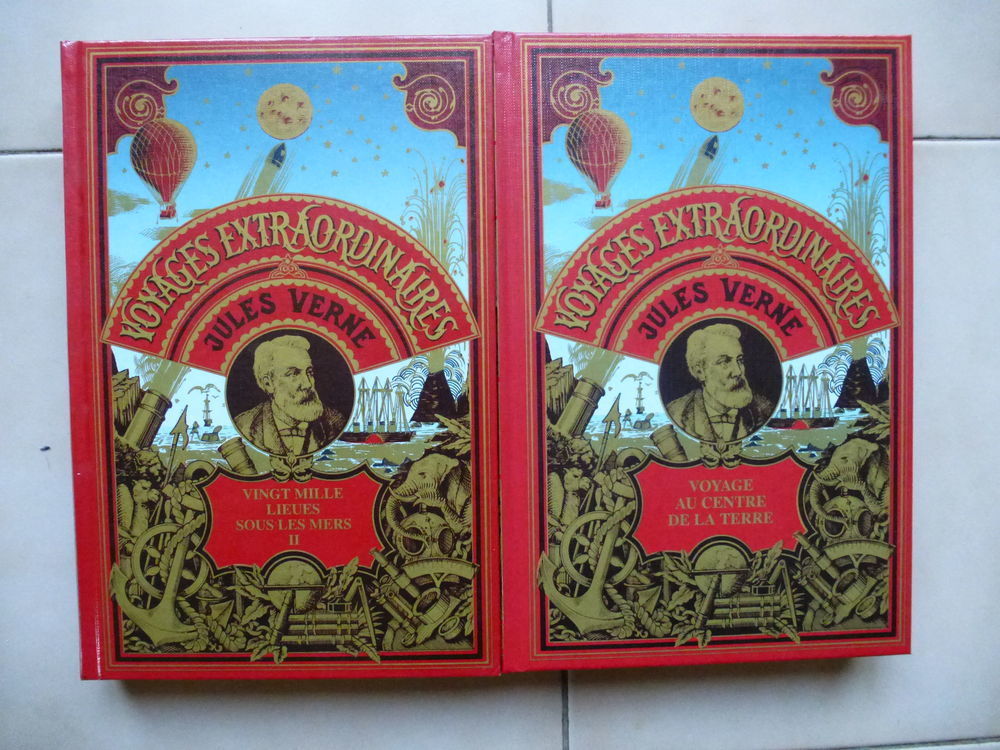 VOYAGES EXTRAORDINAIRES
JULES VERNE
VINGT MILLE
LIEUES
SOUS LES MERS
II
VOYAGES EXTRAORDINAIRES
JULES VERNE
VOYAGE
AU CENTRE
DE LA TERRE